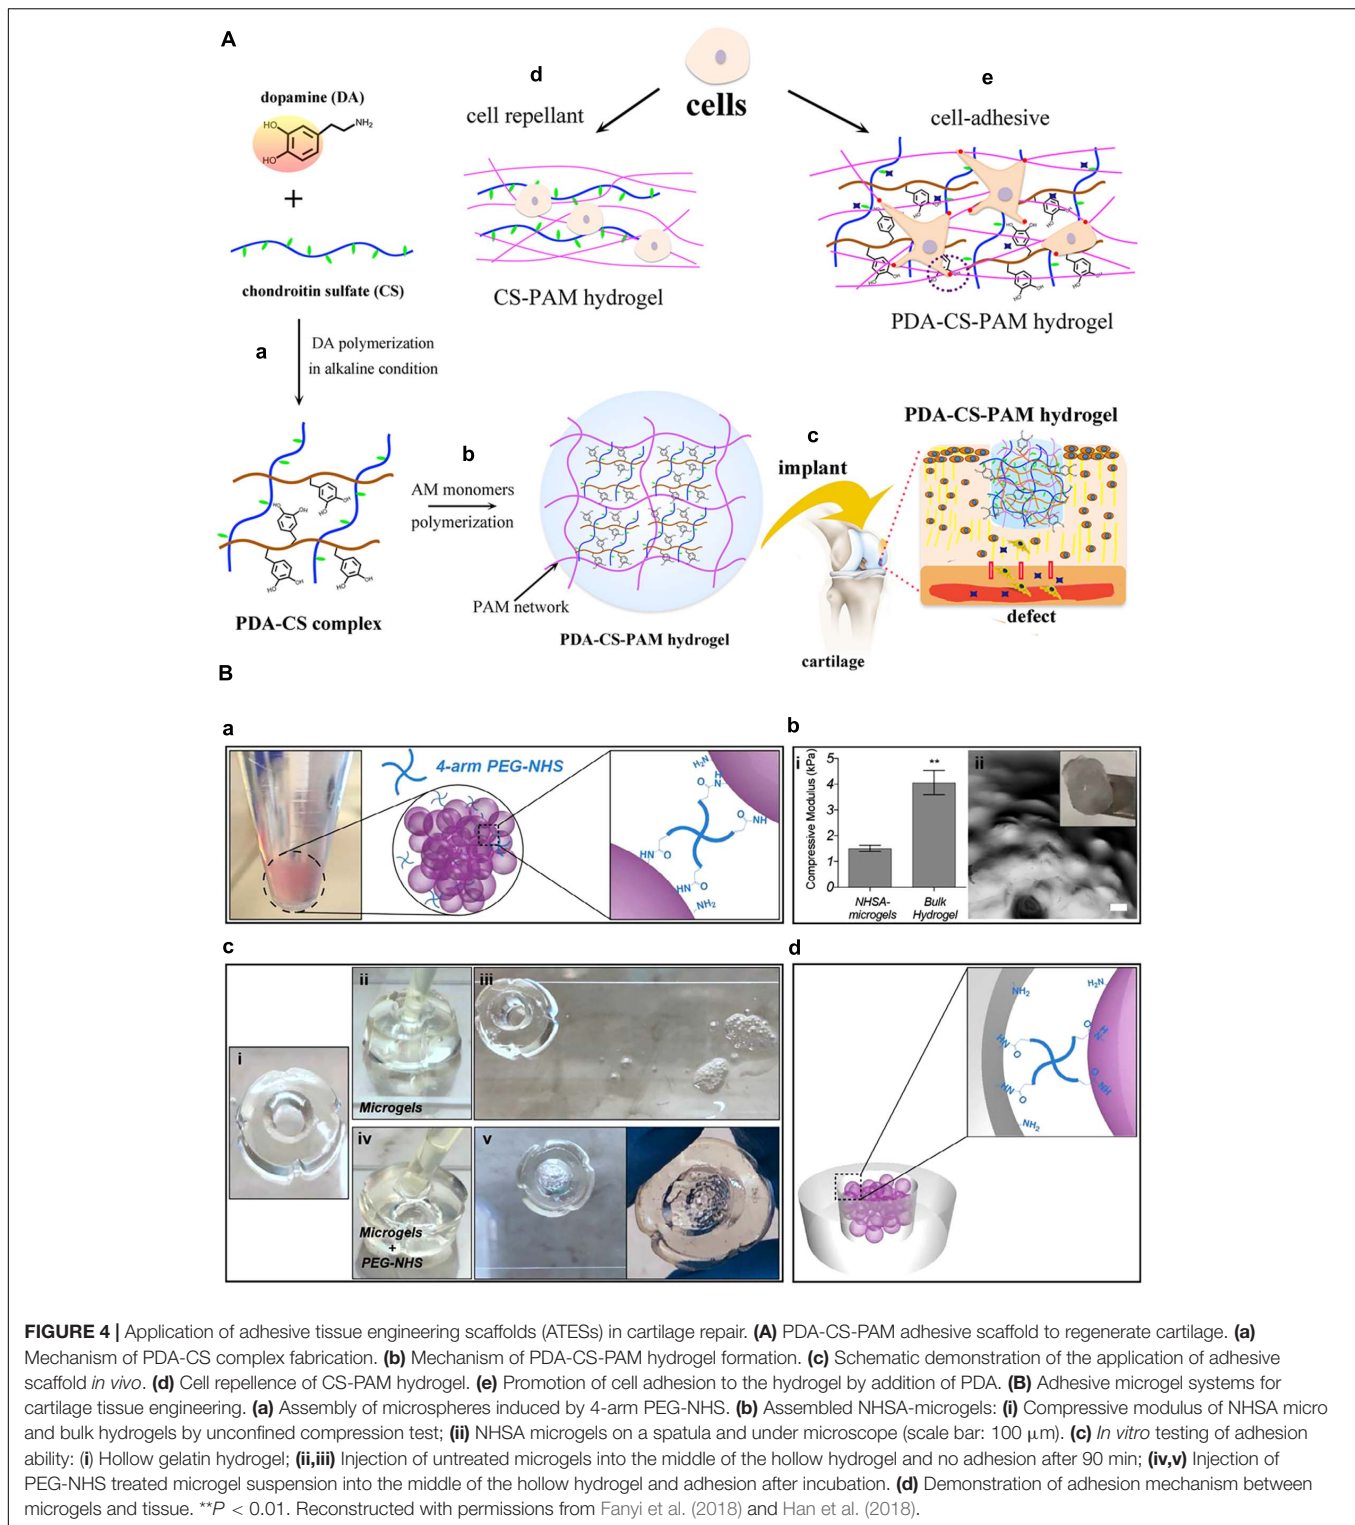 A
dopamine (DA)
HO
HO
NH₂
+
chondroitin sulfate (CS)
a
DA polymerization
in alkaline condition
PDA-CS complex
d
cell repellant
cells
e
cell-adhesive
CS-PAM hydrogel
PDA-CS-PAM hydrogel
b
AM monomers
polymerization
PAM network
PDA-CS-PAM hydrogel
c
implant
cartilage
PDA-CS-PAM hydrogel
defect
B
a
4-arm PEG-NHS
H₂N
H
N
O
O
NH
HN
O
HN
O
NH₂
b
i
Compressive Modulus (kPa)
5
4
3
2
1
0
**
NHSA-
microgels
Bulk
Hydrogel
ii
c
i
ii
Microgels
iii
iv
Microgels
+
PEG-NHS
v
d
NH₂
H₂N
HN
O
O
N
H
HN
O
O
NH
NH₂
FIGURE 4 | Application of adhesive tissue engineering scaffolds (ATESs) in cartilage repair. (A) PDA-CS-PAM adhesive scaffold to regenerate cartilage. (a)
Mechanism of PDA-CS complex fabrication. (b) Mechanism of PDA-CS-PAM hydrogel formation. (c) Schematic demonstration of the application of adhesive
scaffold in vivo. (d) Cell repellence of CS-PAM hydrogel. (e) Promotion of cell adhesion to the hydrogel by addition of PDA. (B) Adhesive microgel systems for
cartilage tissue engineering. (a) Assembly of microspheres induced by 4-arm PEG-NHS. (b) Assembled NHSA-microgels: (i) Compressive modulus of NHSA micro
and bulk hydrogels by unconfined compression test; (ii) NHSA microgels on a spatula and under microscope (scale bar: 100 μm). (c) In vitro testing of adhesion
ability: (i) Hollow gelatin hydrogel; (ii,iii) Injection of untreated microgels into the middle of the hollow hydrogel and no adhesion after 90 min; (iv,v) Injection of
PEG-NHS treated microgel suspension into the middle of the hollow hydrogel and adhesion after incubation. (d) Demonstration of adhesion mechanism between
microgels and tissue. **P < 0.01. Reconstructed with permissions from Fanyi et al. (2018) and Han et al. (2018).